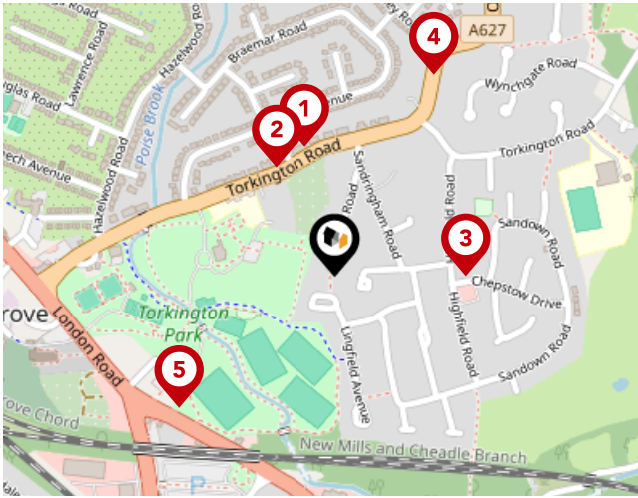 Lawrence Road
Hazelwood Road
Braemar Road
4
A627
Wynchgate Road
Poise Brook
1
2
Torkington Road
Torkington Road
Hazelwood Road
Road
Sandringham Road
3
Sandown Road
Chepstow Drive
Torkington
Park
London Road
Lingfield Avenue
Highfield Road
Sandown Road
5
New Mills and Cheadle Branch
P